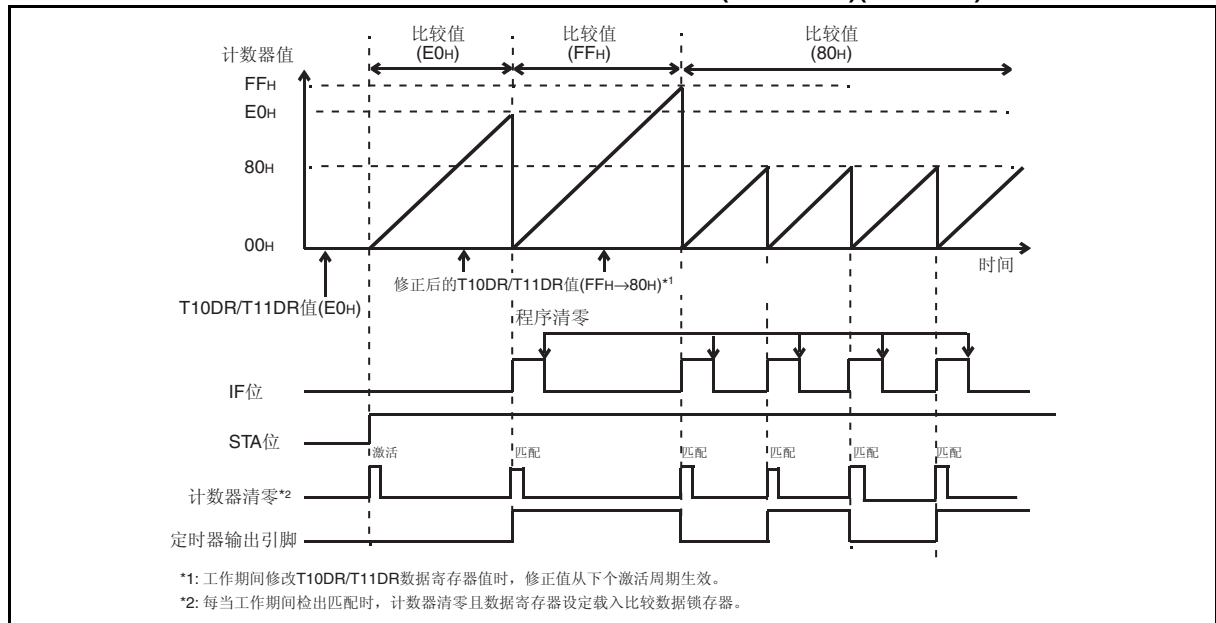 比较值
(E0H)
比较值
(FFH)
比较值
(80H)
计数器值
FFH
E0H
80H
00H
时间
修正后的T10DR/T11DR值(FFH→80H)*1
T10DR/T11DR值(E0H)
程序清零
IF位
STA位
激活 匹配 匹配 匹配 匹配 匹配
计数器清零*2
定时器输出引脚
*1: 工作期间修改T10DR/T11DR数据寄存器值时，修正值从下个激活周期生效。
*2: 每当工作期间检出匹配时，计数器清零且数据寄存器设定载入比较数据锁存器。